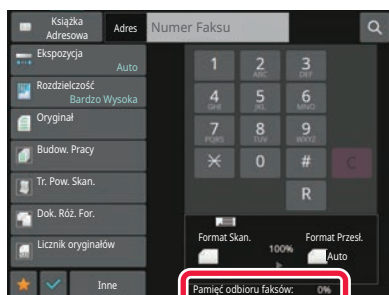 Książka
Adresowa
Adres
Numer Faksu
Ekspozycja
Auto
Rozdzielczość
Bardzo Wysoka
Oryginał
Budow. Pracy
Tr. Pow. Skan.
Dok. Róż. For.
Licznik oryginałów
Inne
1
2
ABC
3
DEF
4
GHI
5
JKL
6
MNO
7
PQRS
8
TUV
9
WXYZ
0
#
C
R
Format Skan.
100%
Format Przesł.
Auto
Pamięć odbioru faksów: 0%